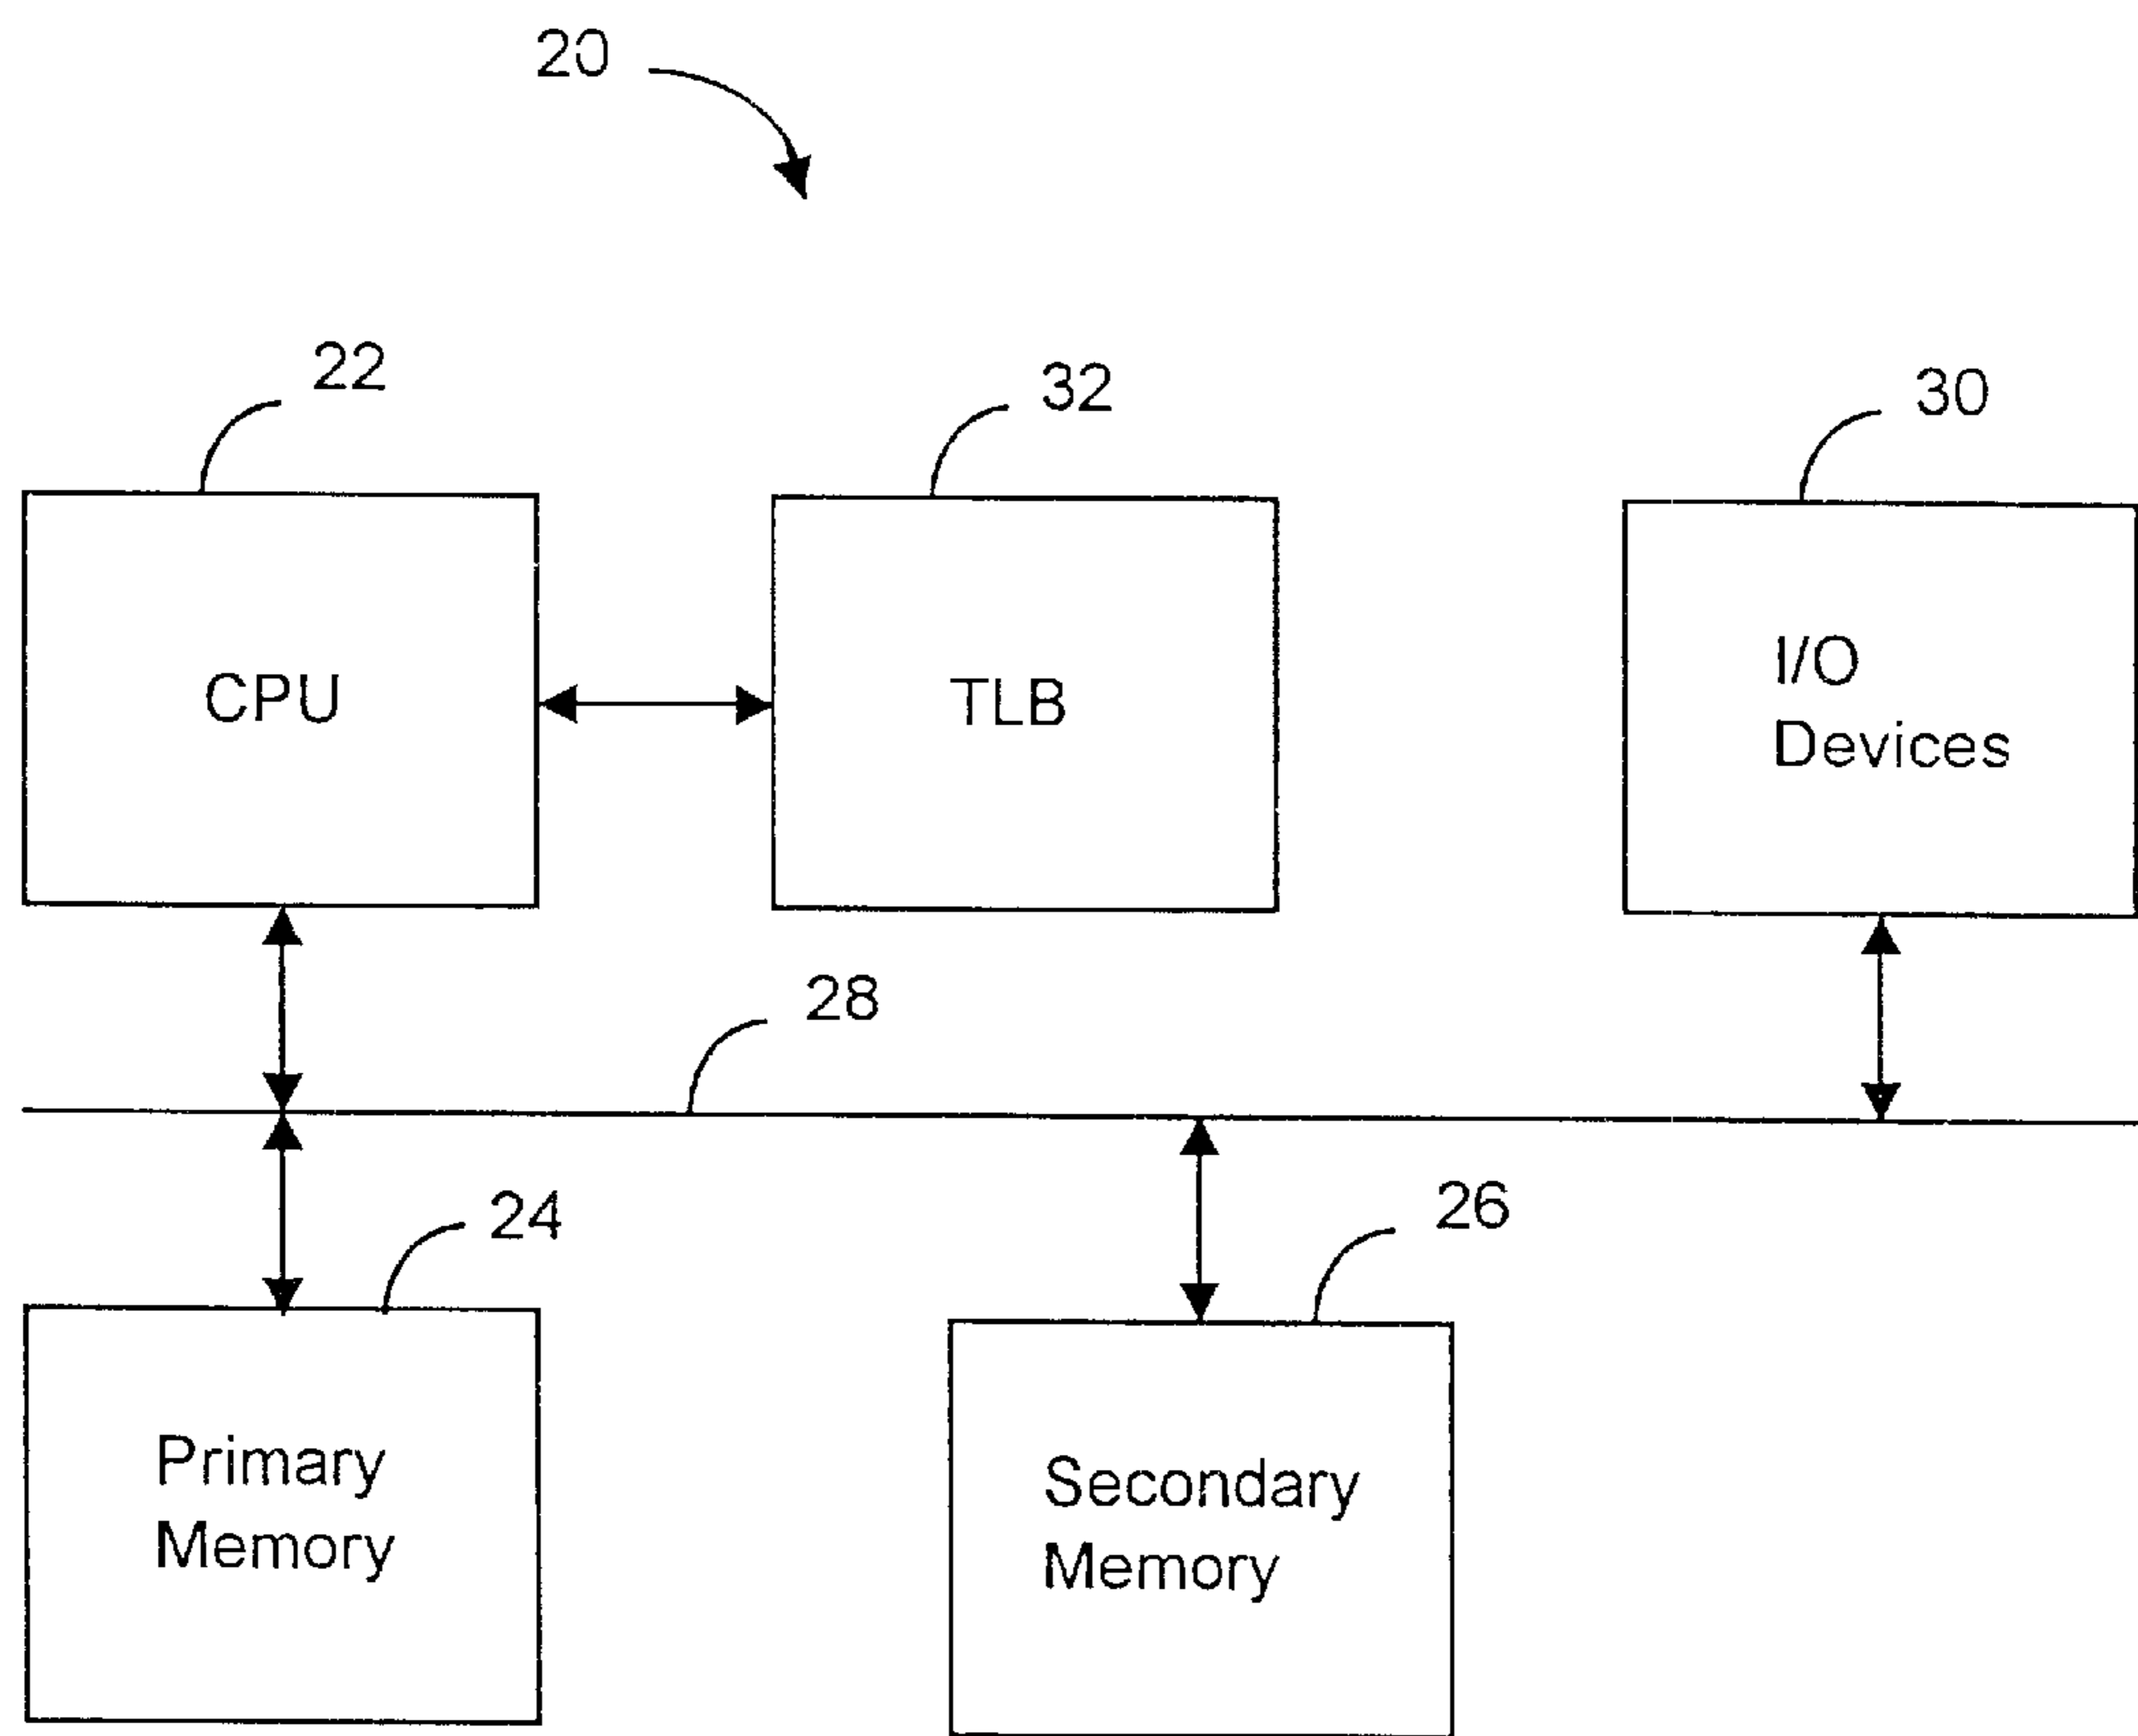 20
22
32
30
CPU
TLB
I/O
Devices
28
24
26
Primary
Memory
Secondary
Memory